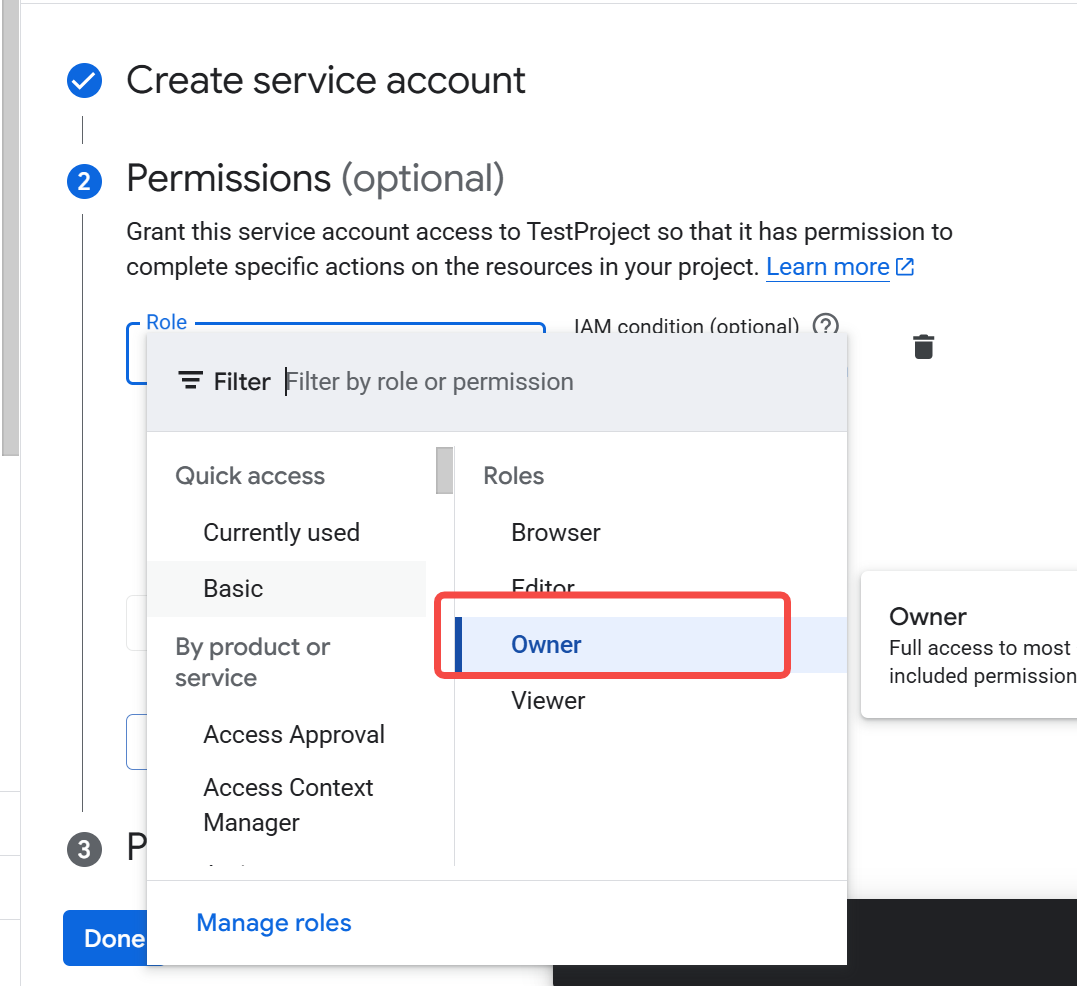 Create service account
2
Permissions (optional)
Grant this service account access to TestProject so that it has permission to
complete specific actions on the resources in your project. Learn more
Role
IAM condition (optional)
Filter Filter by role or permission
Quick access
Currently used
Basic
By product or
service
Access Approval
Access Context
Manager
Roles
Browser
Editor
Owner
Viewer
Owner
Full access to most
included permission
3
P
Manage roles
Done